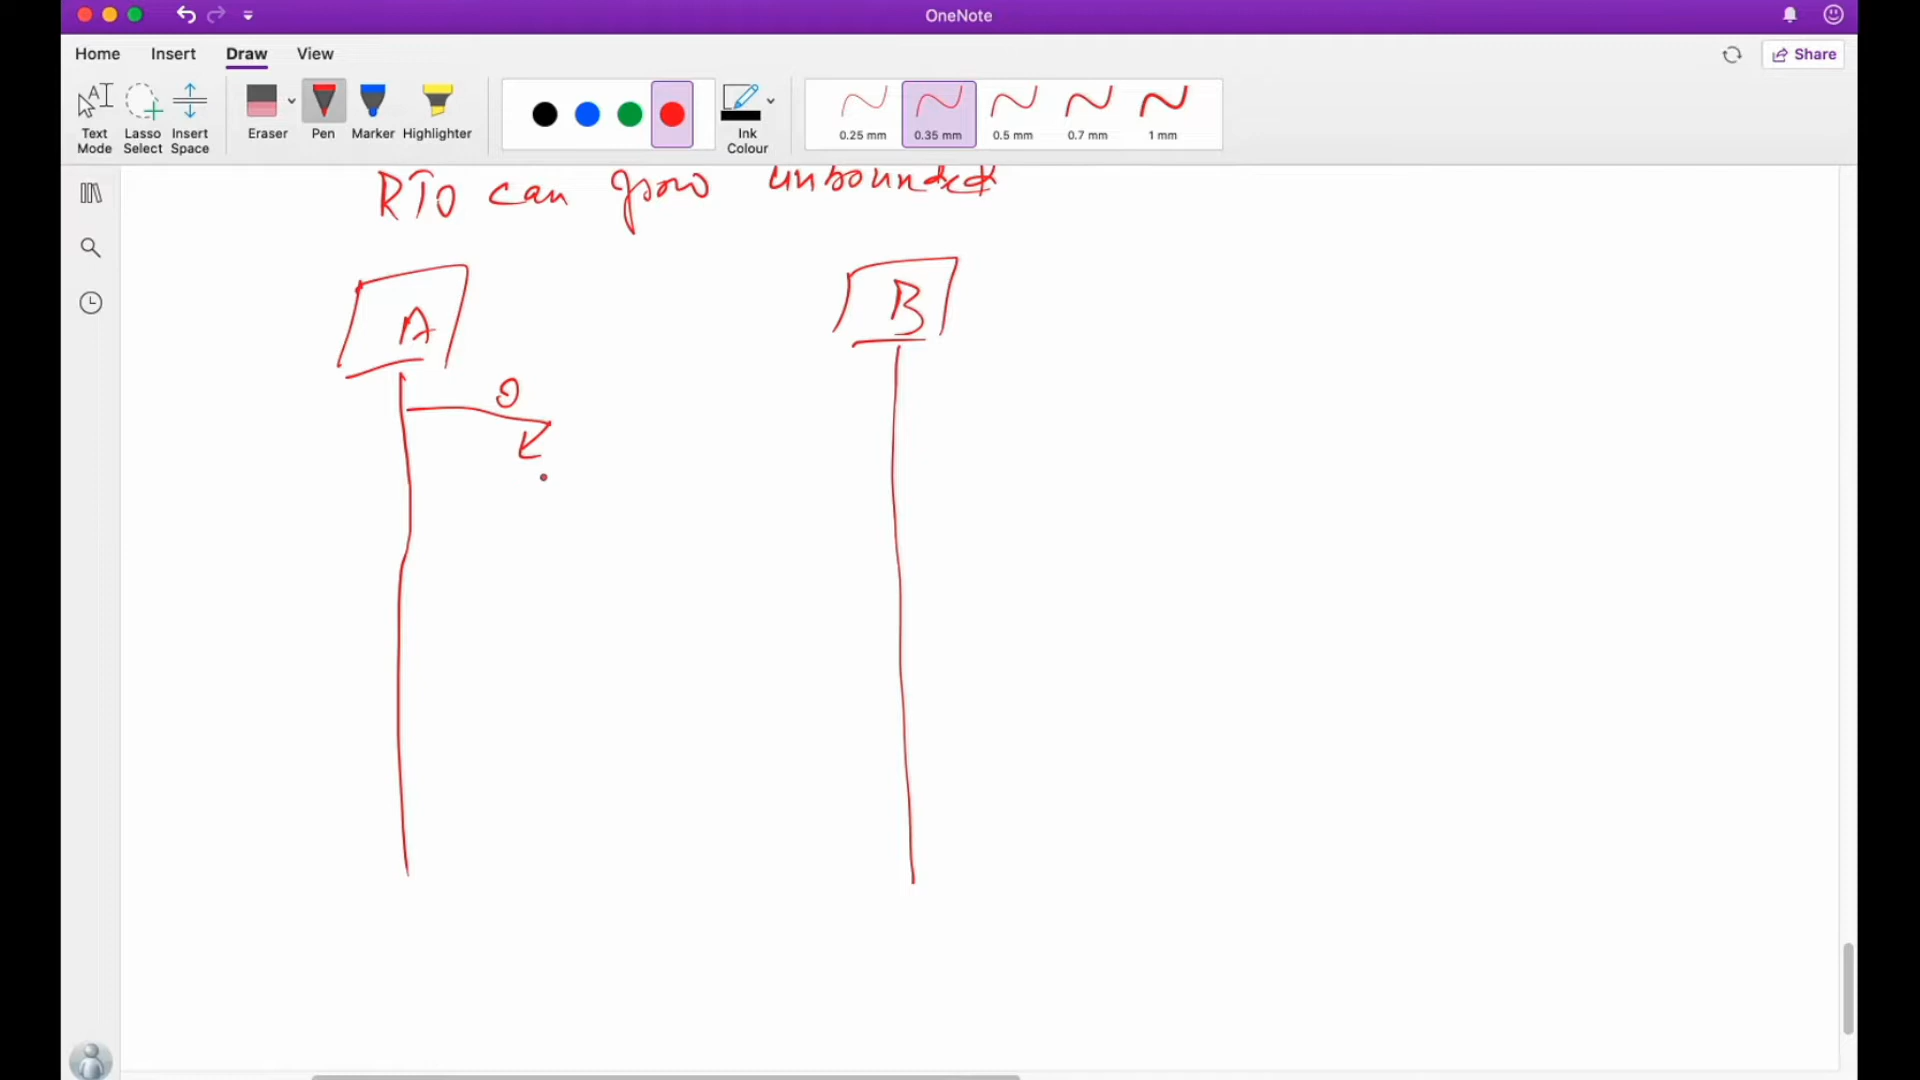 OneNote
Home Insert Draw View Share
Text Mode Lasso Select Insert Space Eraser Pen Marker Highlighter Ink Colour 0.25 mm 0.35 mm 0.5 mm 0.7 mm 1 mm
RTO can grow unbounded
A B
0